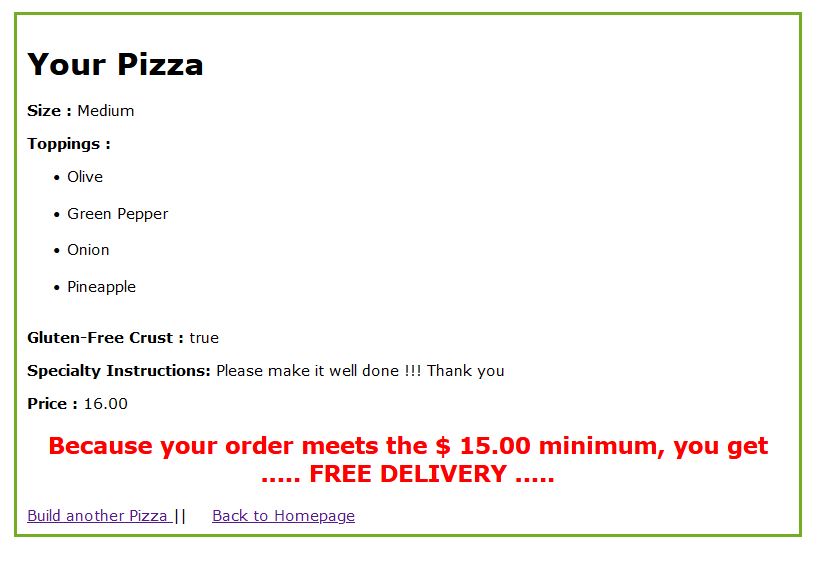 Your Pizza
Size : Medium
Toppings :
• Olive
• Green Pepper
• Onion
• Pineapple
Gluten-Free Crust : true
Specialty Instructions: Please make it well done !!! Thank you
Price : 16.00
Because your order meets the $ 15.00 minimum, you get
..... FREE DELIVERY .....
Build another Pizza || Back to Homepage